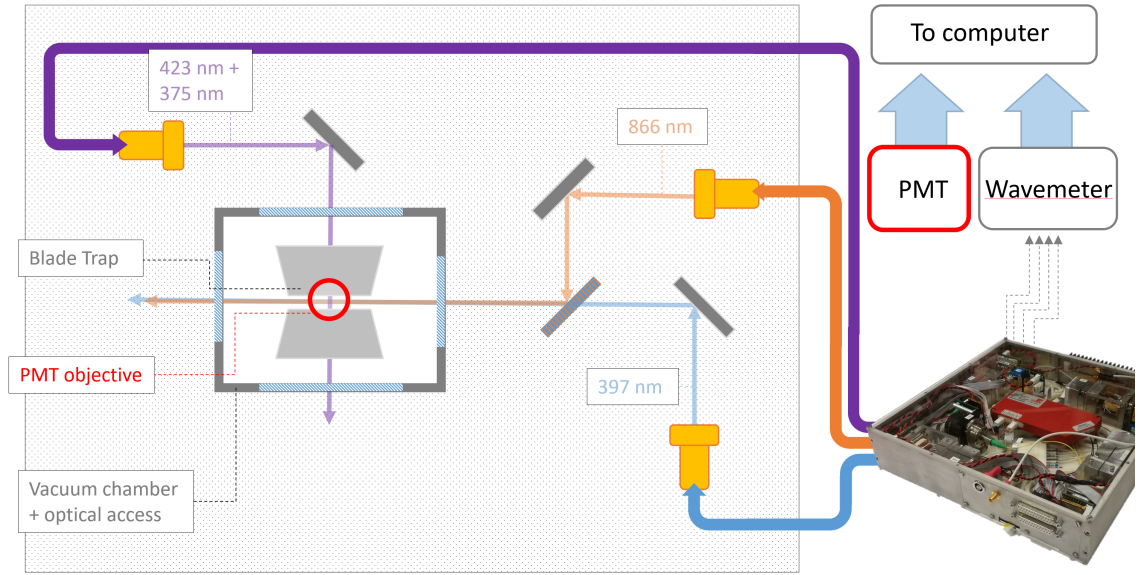 To computer
423 nm +
375 nm
866 nm
PMT
Wavemeter
Blade Trap
PMT objective
397 nm
Vacuum chamber
+ optical access